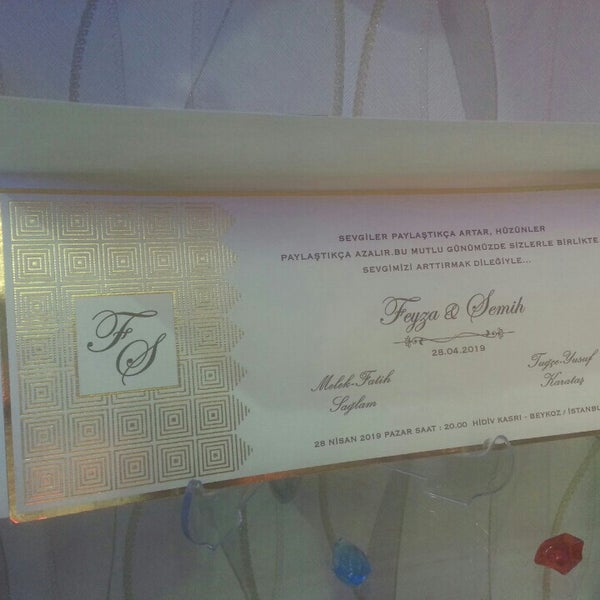 SEVGİLER PAYLAŞTIKÇA ARTAR, HÜZÜNLER
PAYLAŞTIKÇA AZALIR.BU MUTLU GÜNÜMÜZDE SİZLERLE BİRLİKTE
SEVGİMİZİ ARTTIRMAK DİLEĞİYLE...
F
S
Feyza & Semih
28.04.2019
Melek-Fatih
Sağlam
Tuğçe-Yusuf
Karataş
28 NİSAN 2019 PAZAR SAAT : 20.00 HİDİV KASRI - BEYKOZ / İSTANBU